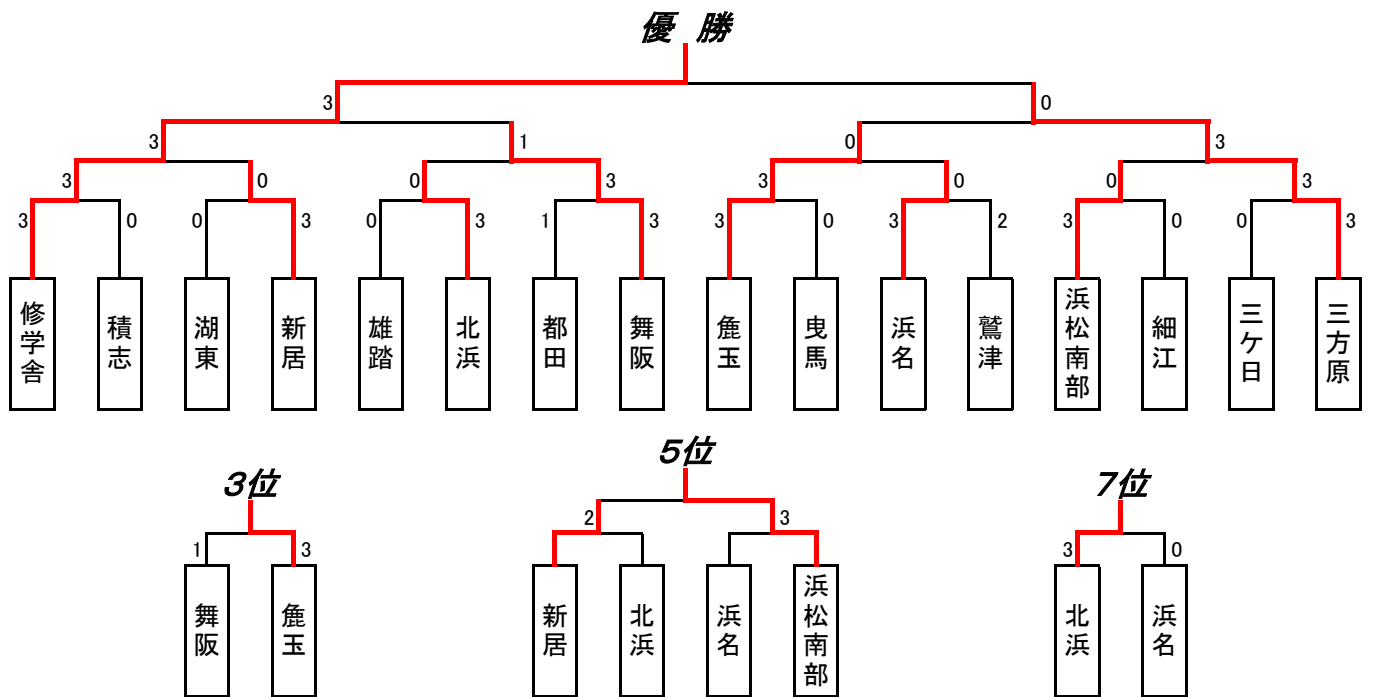 優 勝
3 0
3 1 0 3
3 0 0 3 3 0 0 3
3 0 0 3 0 3 1 3 3 0 3 2 3 0 0 3
修学舎
積志
湖東
新居
雄踏
北浜
都田
舞阪
麁玉
曳馬
浜名
鷲津
浜松南部
細江
三ケ日
三方原
3位
1 3
舞阪
麁玉
5位
2 3
新居
北浜
浜名
浜松南部
7位
3 0
北浜
浜名